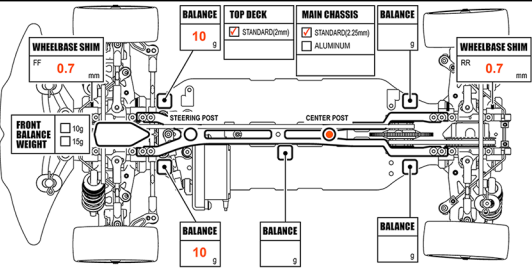 BALANCE
10
g
TOP DECK
STANDARD(2mm)
MAIN CHASSIS
STANDARD(2.25mm)
ALUMINUM
BALANCE
g
WHEELBASE SHIM
FF
0.7
mm
WHEELBASE SHIM
RR
0.7
mm
FRONT
BALANCE
WEIGHT
10g
15g
STEERING POST
CENTER POST
BALANCE
10
g
BALANCE
g
BALANCE
g